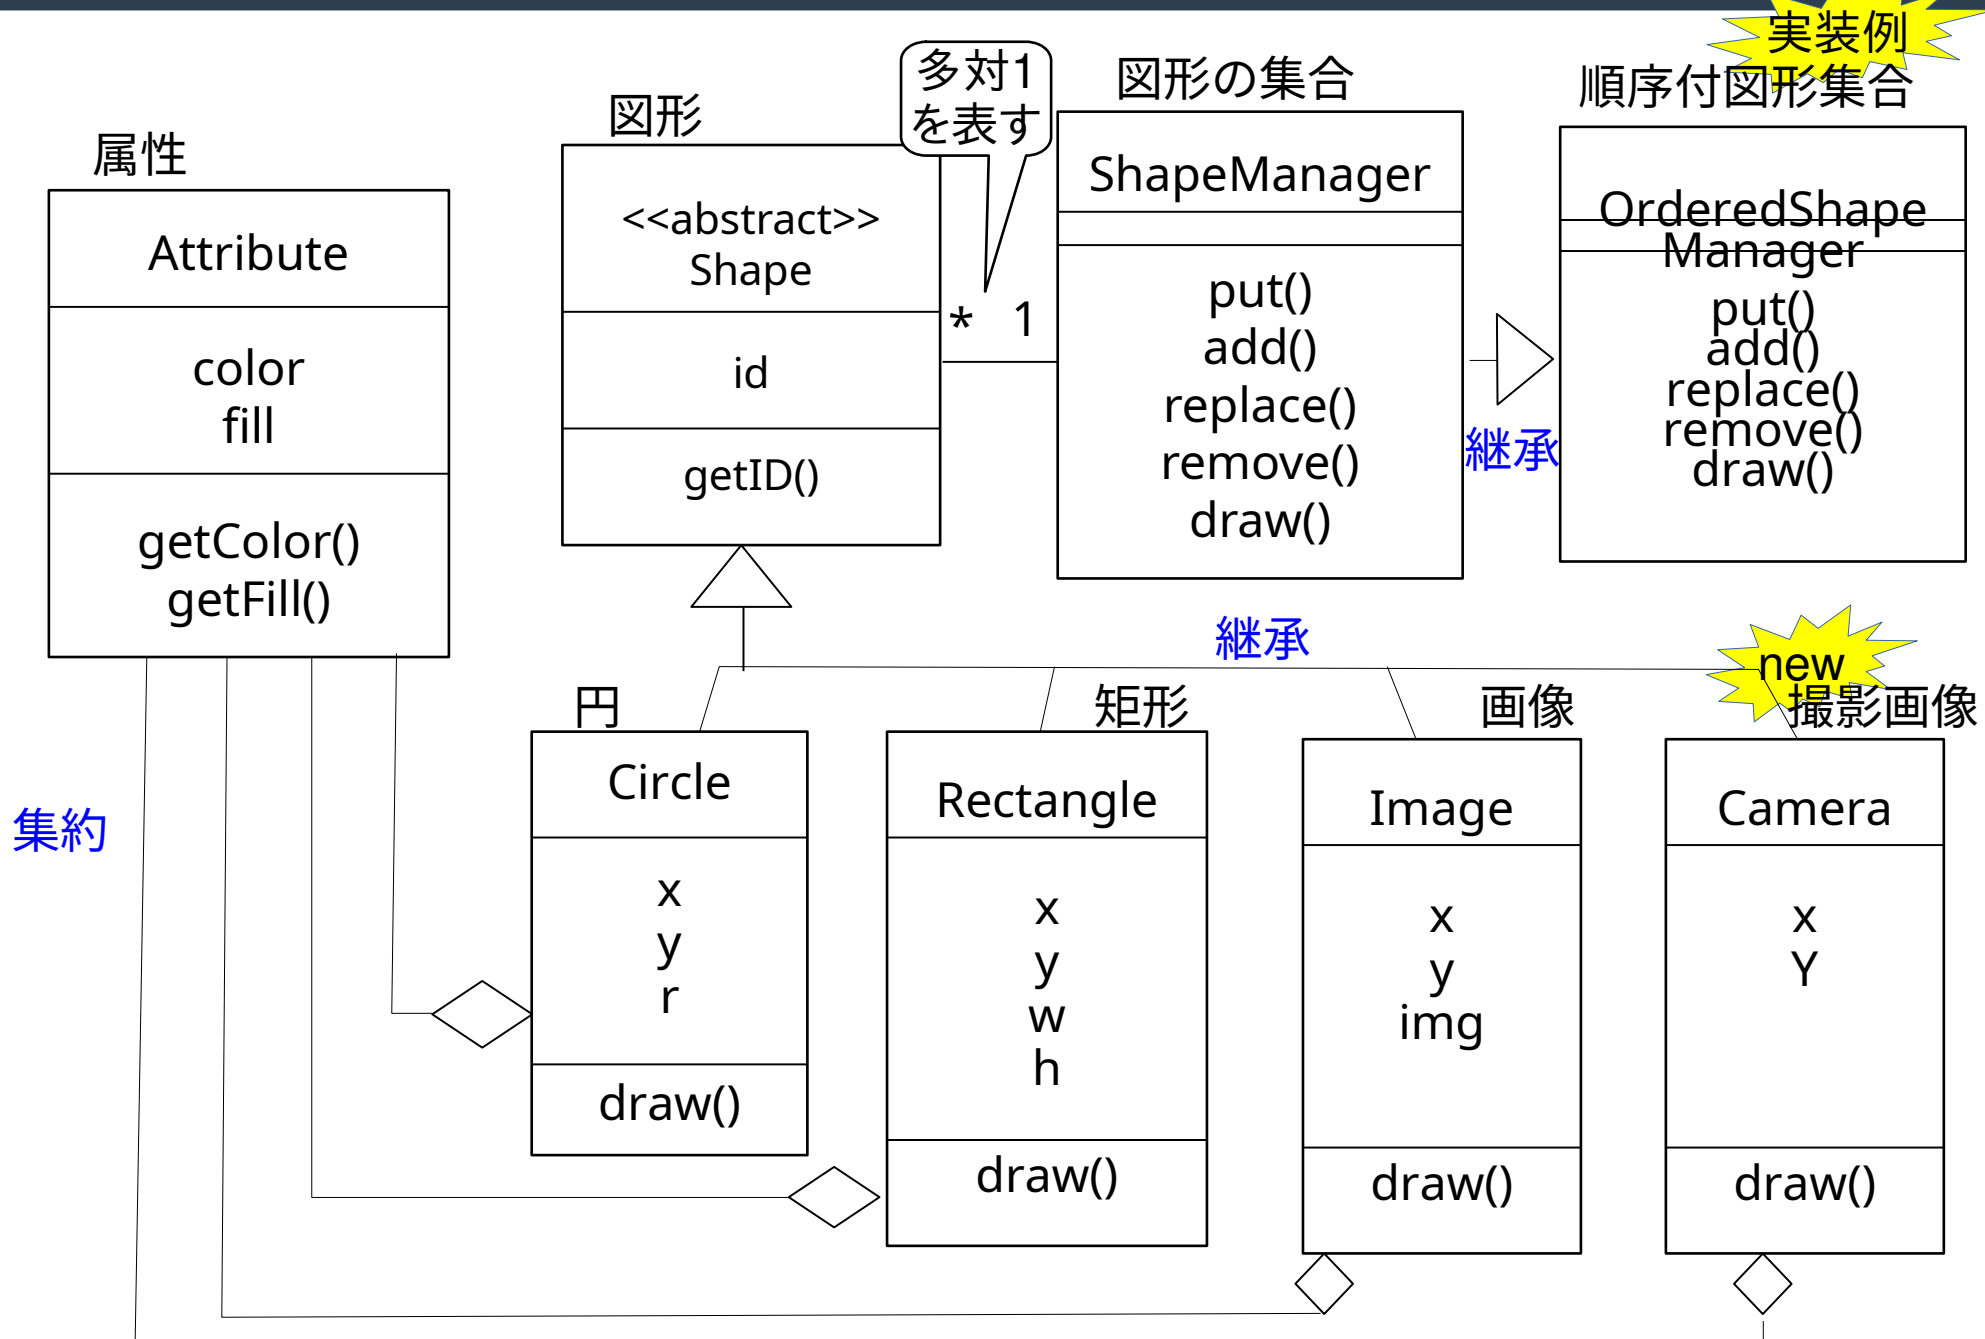 実装例
順序付図形集合
多対1
を表す
図形の集合
図形
属性
Attribute
color
fill
getColor()
getFill()
<<abstract>>
Shape
id
getID()
* 1
ShapeManager
put()
add()
replace()
remove()
draw()
継承
OrderedShape
Manager
put()
add()
replace()
remove()
draw()
継承
new
集約
円
Circle
x
y
r
draw()
矩形
Rectangle
x
y
w
h
draw()
画像
Image
x
y
img
draw()
撮影画像
Camera
x
Y
draw()